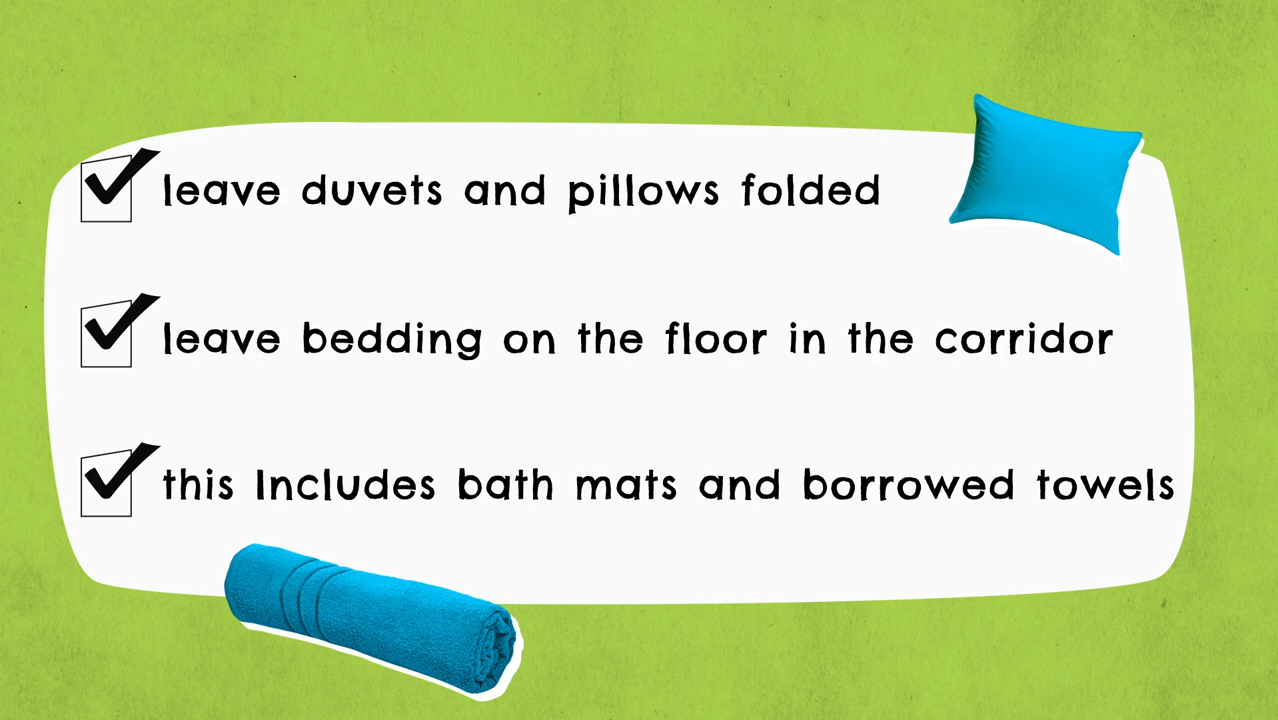 leave duvets and pillows folded
leave bedding on the floor in the corridor
this Includes bath mats and borrowed towels